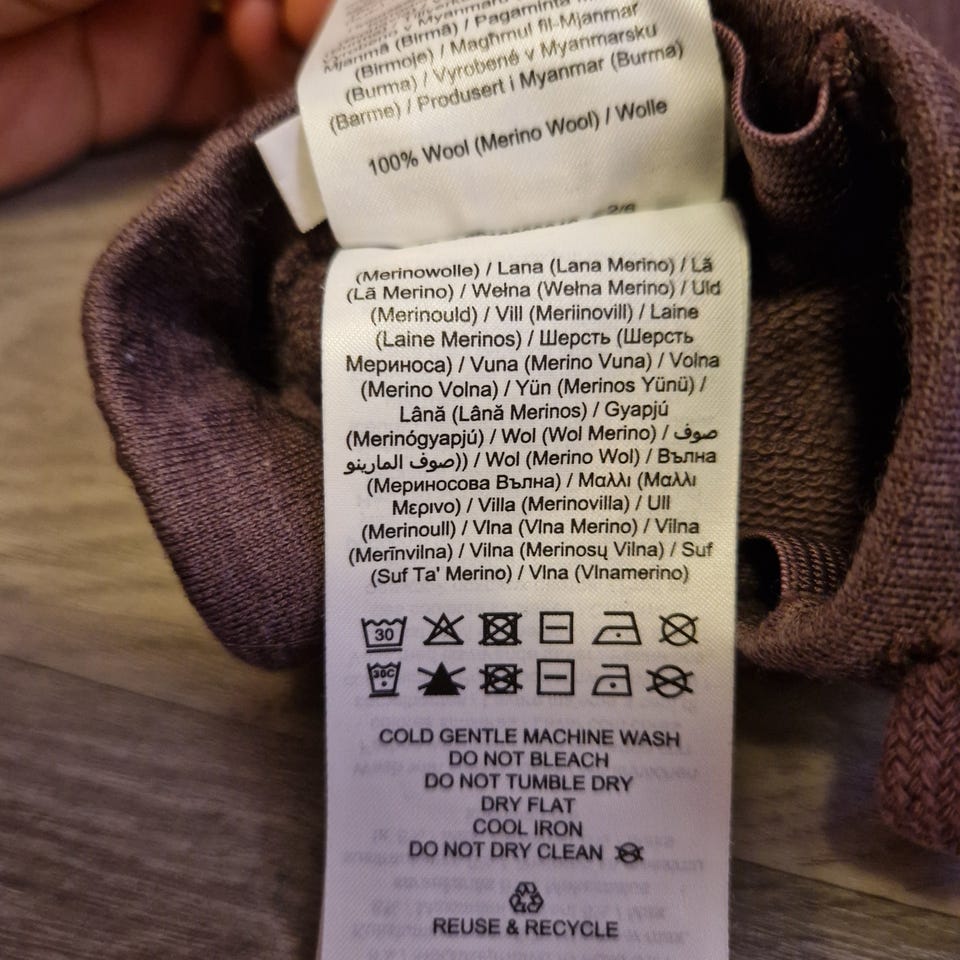 v Myanmaru
Mjanmā (Birmā) / Pagaminta
(Birmoje) / Magħmul fil-Mjanmar
(Burma) / Vyrobené v Myanmarsku
(Barme) / Produsert i Myanmar (Burma)
100% Wool (Merino Wool) / Wolle
2/6
(Merinowolle) / Lana (Lana Merino) / Lã
(Lã Merino) / Wełna (Wełna Merino) / Uld
(Merinould) / Vill (Meriinovill) / Laine
(Laine Merinos) / Шерсть (Шерсть
Мериноса) / Vuna (Merino Vuna) / Volna
(Merino Volna) / Yün (Merinos Yünü) /
Lână (Lână Merinos) / Gyapjú
(Merinógyapjú) / Wol (Wol Merino) / صوف
صوف المارينو)) / Wol (Merino Wol) / Вълна
(Мериносова Вълна) / Μαλλι (Μαλλι
Μερινο) / Villa (Merinovilla) / Ull
(Merinoull) / Vlna (Vlna Merino) / Vilna
(Merīnvilna) / Vilna (Merinosų Vilna) / Suf
(Suf Ta' Merino) / Vlna (Vlnamerino)
30
30C
COLD GENTLE MACHINE WASH
DO NOT BLEACH
DO NOT TUMBLE DRY
DRY FLAT
COOL IRON
DO NOT DRY CLEAN
REUSE & RECYCLE